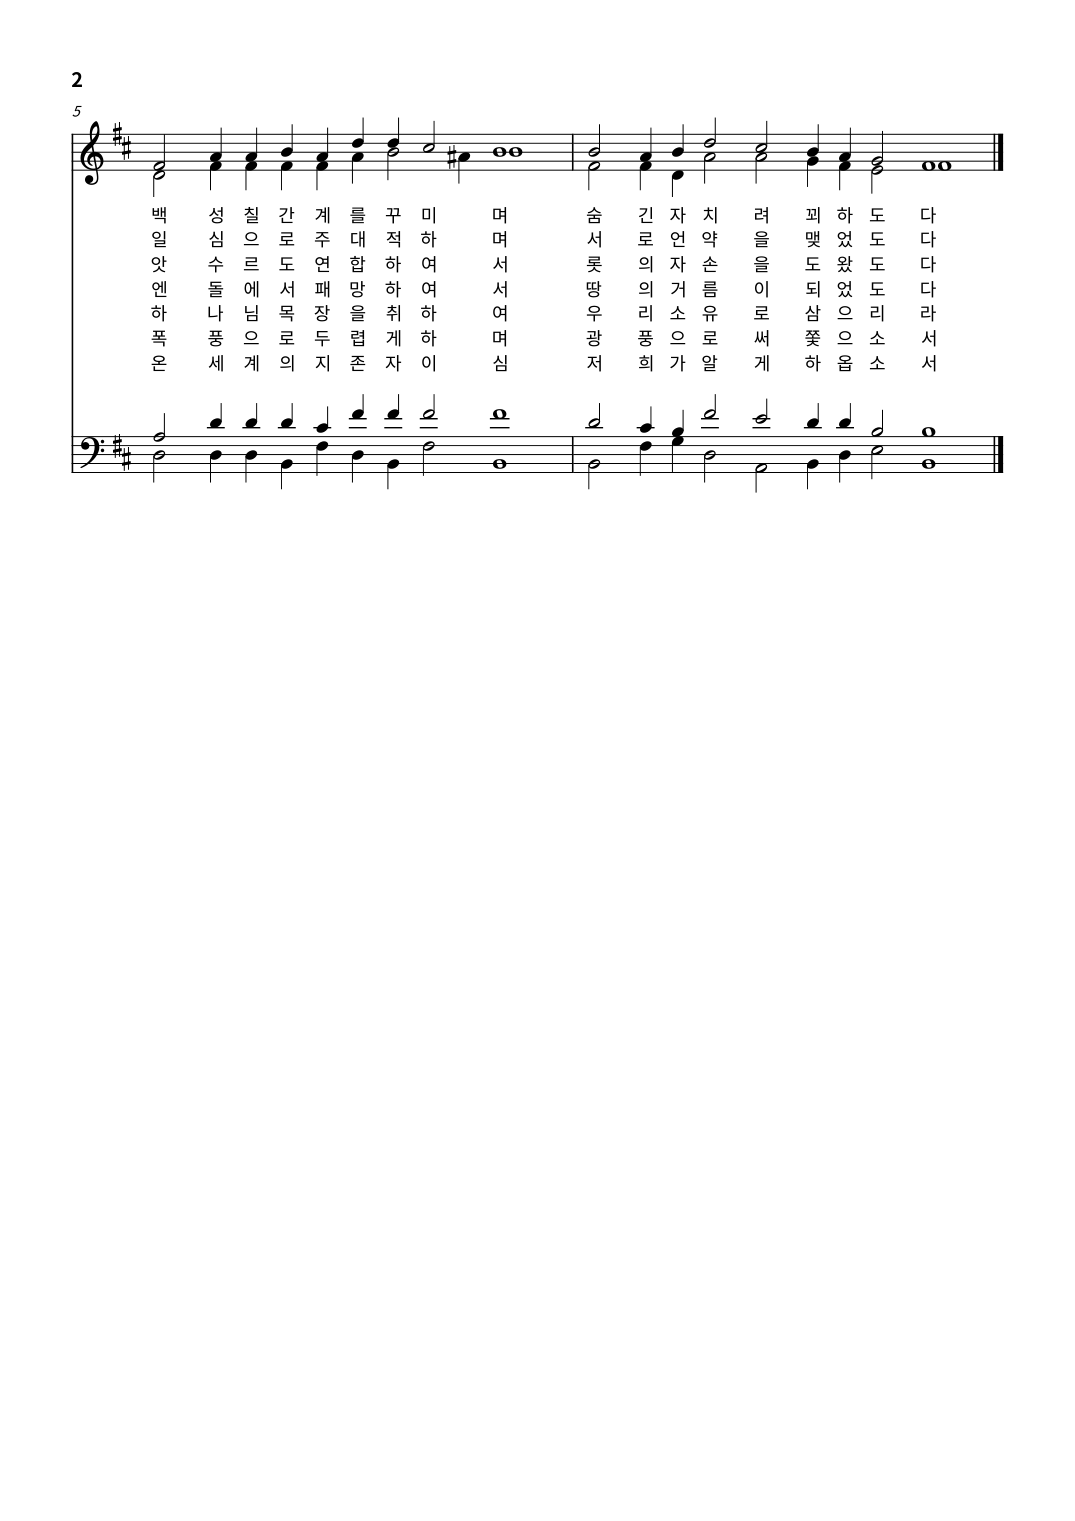 2
5
백 성 칠 간 계 를 꾸 미 며 숨 긴 자 치 려 꾀 하 도 다
일 심 으 로 주 대 적 하 며 서 로 언 약 을 맺 었 도 다
앗 수 르 도 연 합 하 여 서 롯 의 자 손 을 도 왔 도 다
엔 돌 에 서 패 망 하 여 서 땅 의 거 름 이 되 었 도 다
하 나 님 목 장 을 취 하 여 우 리 소 유 로 삼 으 리 라
폭 풍 으 로 두 렵 게 하 며 광 풍 으 로 써 쫓 으 소 서
온 세 계 의 지 존 자 이 심 저 희 가 알 게 하 옵 소 서